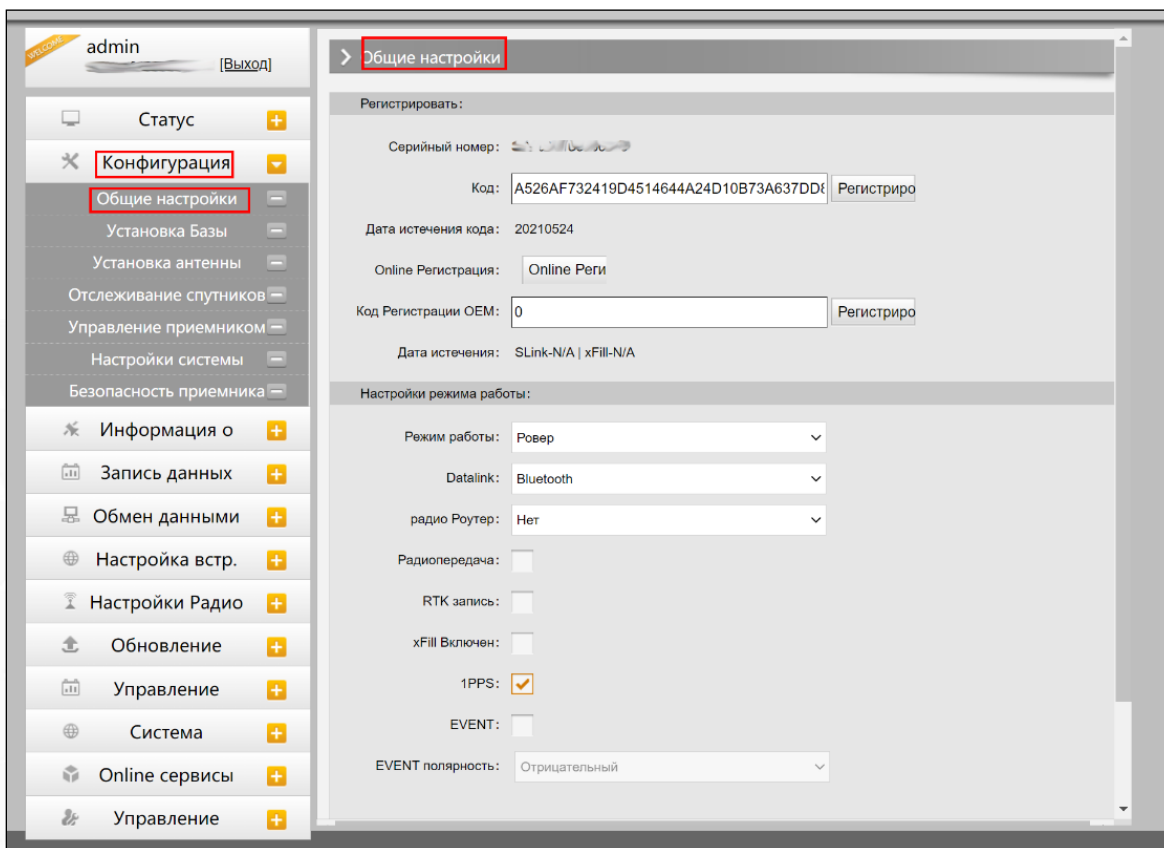 WELCOME
admin
[Выход]
Статус
Конфигурация
Общие настройки
Установка Базы
Установка антенны
Отслеживание спутников
Управление приемником
Настройки системы
Безопасность приемника
Информация о
Запись данных
Обмен данными
Настройка встр.
Настройки Радио
Обновление
Управление
Система
Online сервисы
Управление
Общие настройки
Регистрировать:
Серийный номер:
Код: A526AF732419D4514644A24D10B73A637DD8 Регистриро
Дата истечения кода: 20210524
Online Регистрация: Online Реги
Код Регистрации OEM: 0 Регистриро
Дата истечения: SLink-N/A | xFill-N/A
Настройки режима работы:
Режим работы: Ровер
Datalink: Bluetooth
радио Роутер: Нет
Радиопередача:
RTK запись:
xFill Включен:
1PPS:
EVENT:
EVENT полярность: Отрицательный